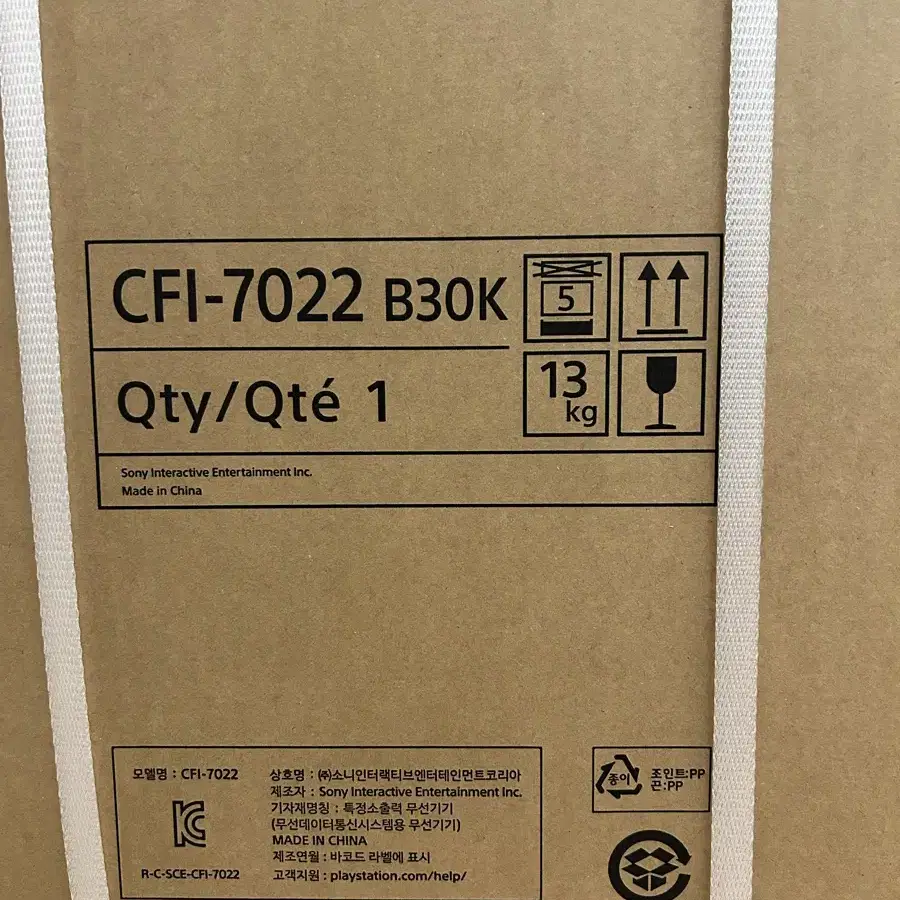 CFI-7022 B30K
5
Qty/Qté 1
13
kg
Sony Interactive Entertainment Inc.
Made in China
모델명 : CFI-7022
R-C-SCE-CFI-7022
상호명 : ㈜소니인터랙티브엔터테인먼트코리아
제조자 : Sony Interactive Entertainment Inc.
기자재명칭 : 특정소출력 무선기기
(무선데이터통신시스템용 무선기기)
MADE IN CHINA
제조연월 : 바코드 라벨에 표시
고객지원 : playstation.com/help/
종이
조인트:PP
끈:PP